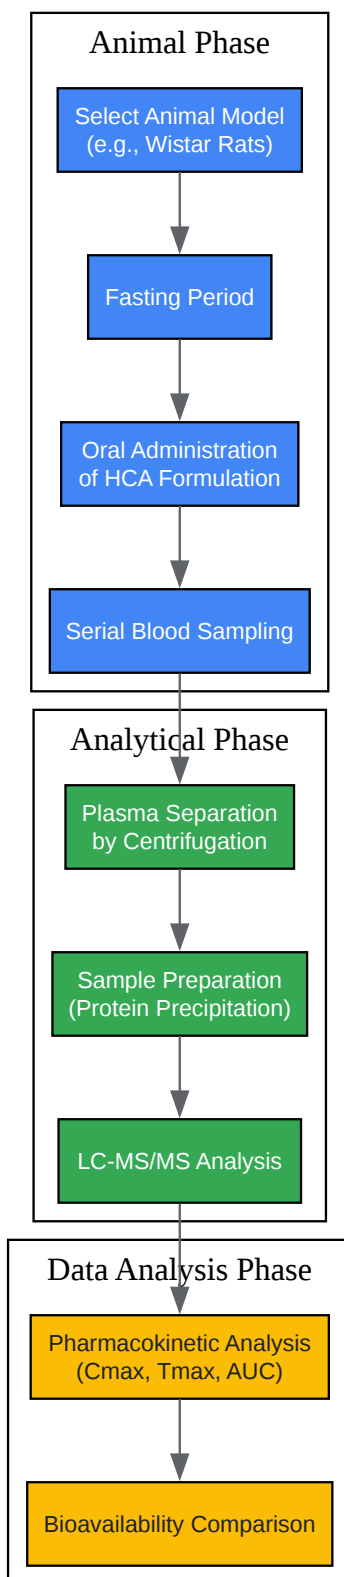 Animal Phase
Select Animal Model
(e.g., Wistar Rats)
Fasting Period
Oral Administration
of HCA Formulation
Serial Blood Sampling
Analytical Phase
Plasma Separation
by Centrifugation
Sample Preparation
(Protein Precipitation)
LC-MS/MS Analysis
Data Analysis Phase
Pharmacokinetic Analysis
(Cmax, Tmax, AUC)
Bioavailability Comparison